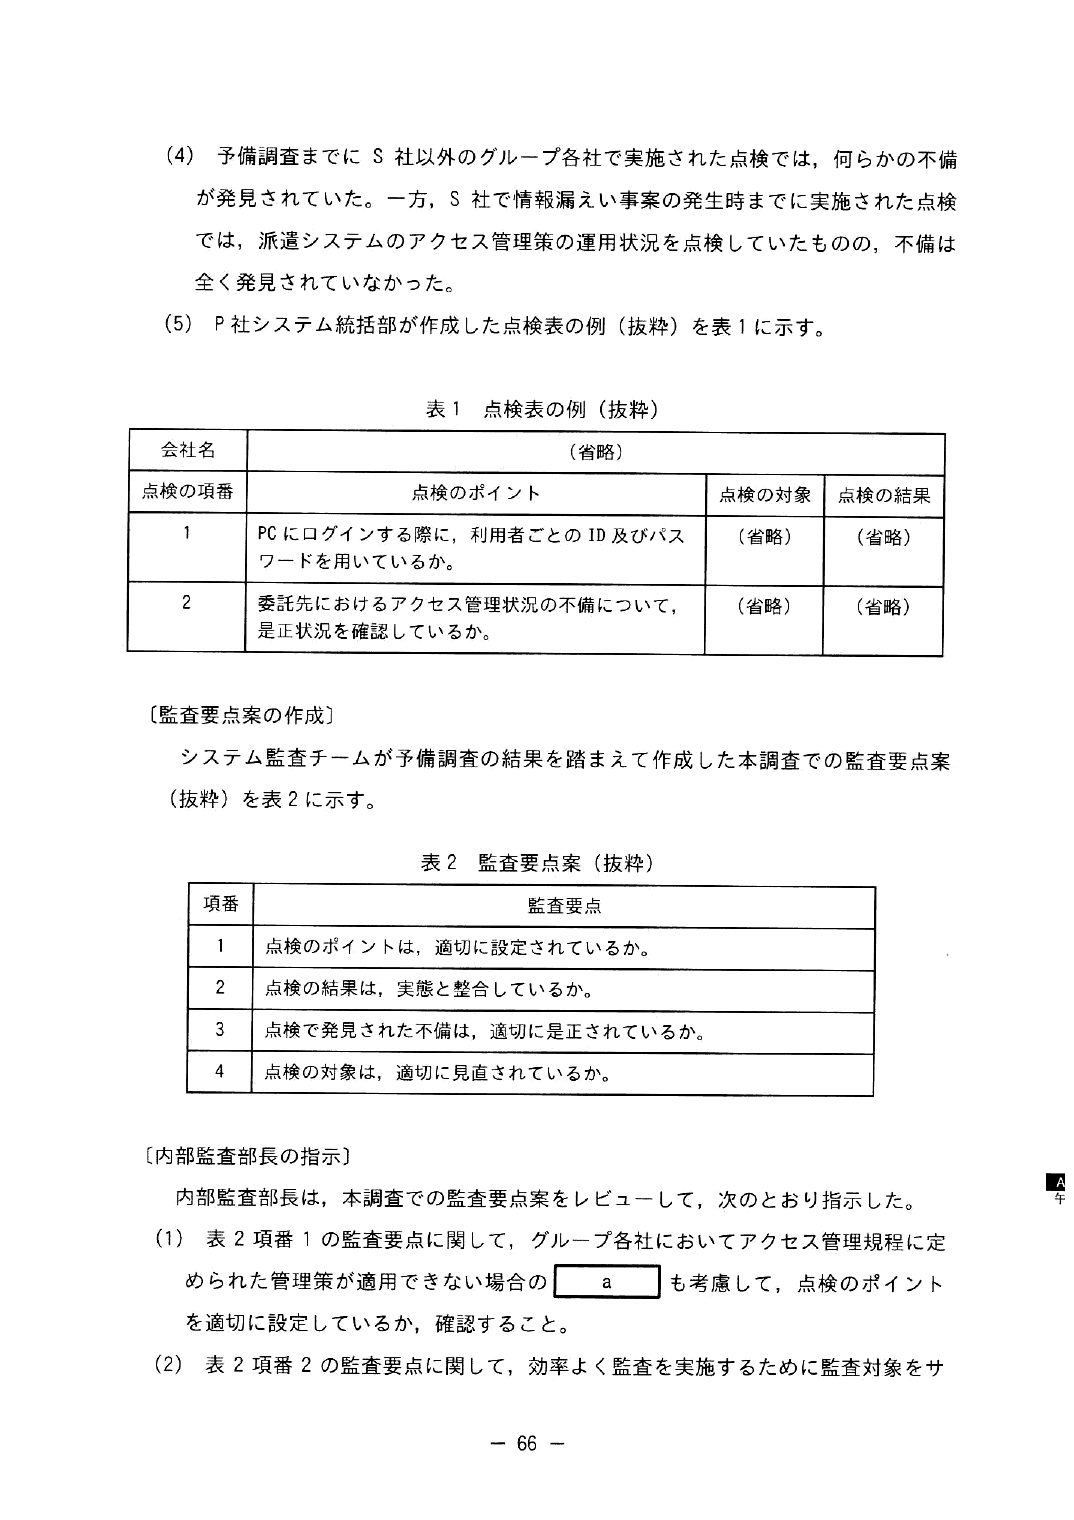 (4) 予備調査までに S 社以外のグループ各社で実施された点検では，何らかの不備
が発見されていた。一方，S 社で情報漏えい事案の発生時までに実施された点検
では，派遣システムのアクセス管理策の運用状況を点検していたものの，不備は
全く発見されていなかった。
(5) P 社システム統括部が作成した点検表の例（抜粋）を表 1 に示す。
表 1 点検表の例（抜粋）
会社名 （省略）
点検の項番 点検のポイント 点検の対象 点検の結果
1 PC にログインする際に，利用者ごとの ID 及びパス （省略） （省略）
ワードを用いているか。
2 委託先におけるアクセス管理状況の不備について， （省略） （省略）
是正状況を確認しているか。
〔監査要点案の作成〕
システム監査チームが予備調査の結果を踏まえて作成した本調査での監査要点案
（抜粋）を表 2 に示す。
表 2 監査要点案（抜粋）
項番 監査要点
1 点検のポイントは，適切に設定されているか。
2 点検の結果は，実態と整合しているか。
3 点検で発見された不備は，適切に是正されているか。
4 点検の対象は，適切に見直されているか。
〔内部監査部長の指示〕
内部監査部長は，本調査での監査要点案をレビューして，次のとおり指示した。
(1) 表 2 項番 1 の監査要点に関して，グループ各社においてアクセス管理規程に定
められた管理策が適用できない場合の a も考慮して，点検のポイント
を適切に設定しているか，確認すること。
(2) 表 2 項番 2 の監査要点に関して，効率よく監査を実施するために監査対象をサ
－ 66 －
A
午